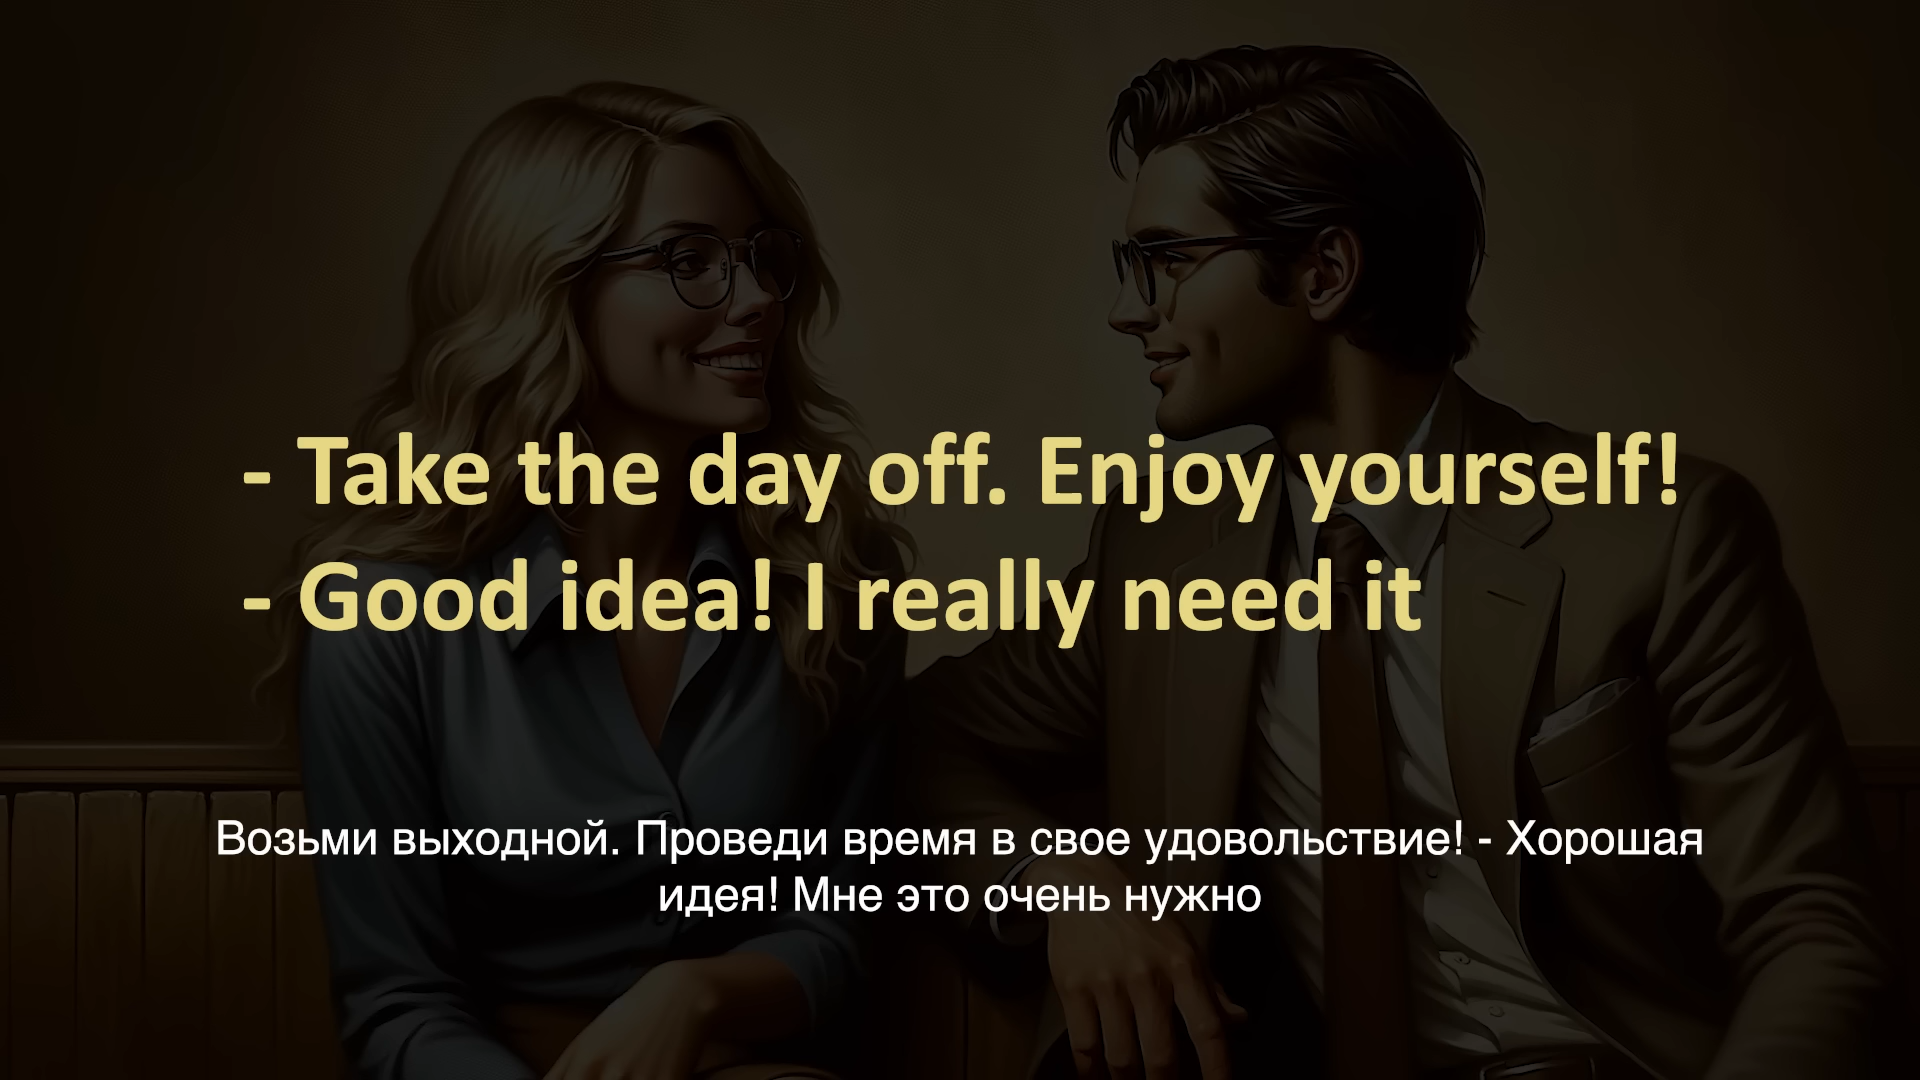 - Take the day off. Enjoy yourself!
- Good idea! I really need it
Возьми выходной. Проведи время в свое удовольствие! - Хорошая
идея! Мне это очень нужно